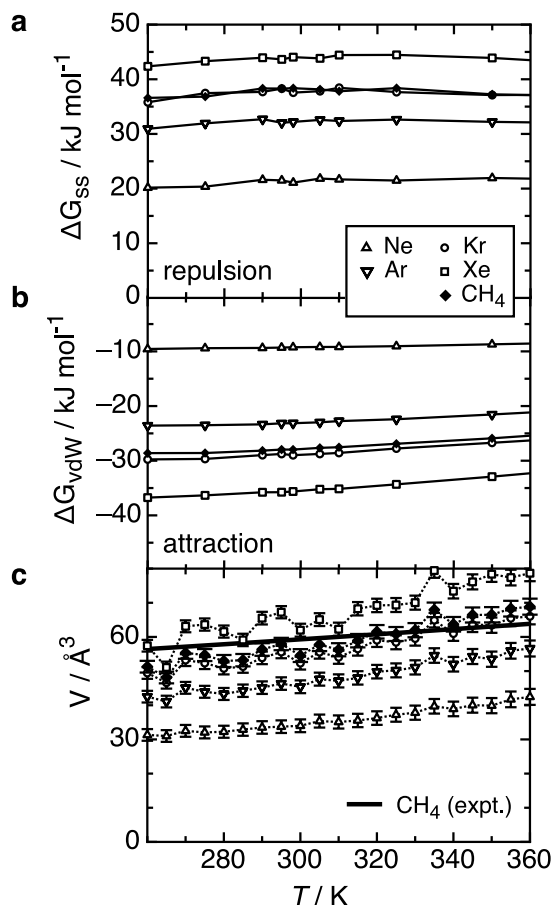 a
50
40
30
20
10
0
ΔG_ss / kJ mol⁻¹
repulsion
Ne
Kr
Ar
Xe
CH₄
b
−10
−20
−30
−40
ΔG_vdW / kJ mol⁻¹
attraction
c
60
30
0
V / Å³
CH₄ (expt.)
280 300 320 340 360
T / K